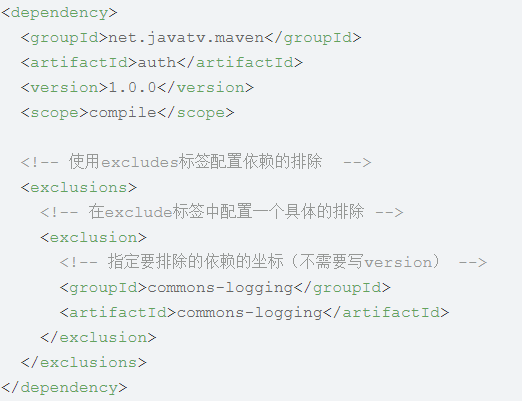 <dependency>
  <groupId>net.javatv.maven</groupId>
  <artifactId>auth</artifactId>
  <version>1.0.0</version>
  <scope>compile</scope>

  <!-- 使用excludes标签配置依赖的排除  -->
  <exclusions>
    <!-- 在exclude标签中配置一个具体的排除 -->
    <exclusion>
      <!-- 指定要排除的依赖的坐标（不需要写version） -->
      <groupId>commons-logging</groupId>
      <artifactId>commons-logging</artifactId>
    </exclusion>
  </exclusions>
</dependency>